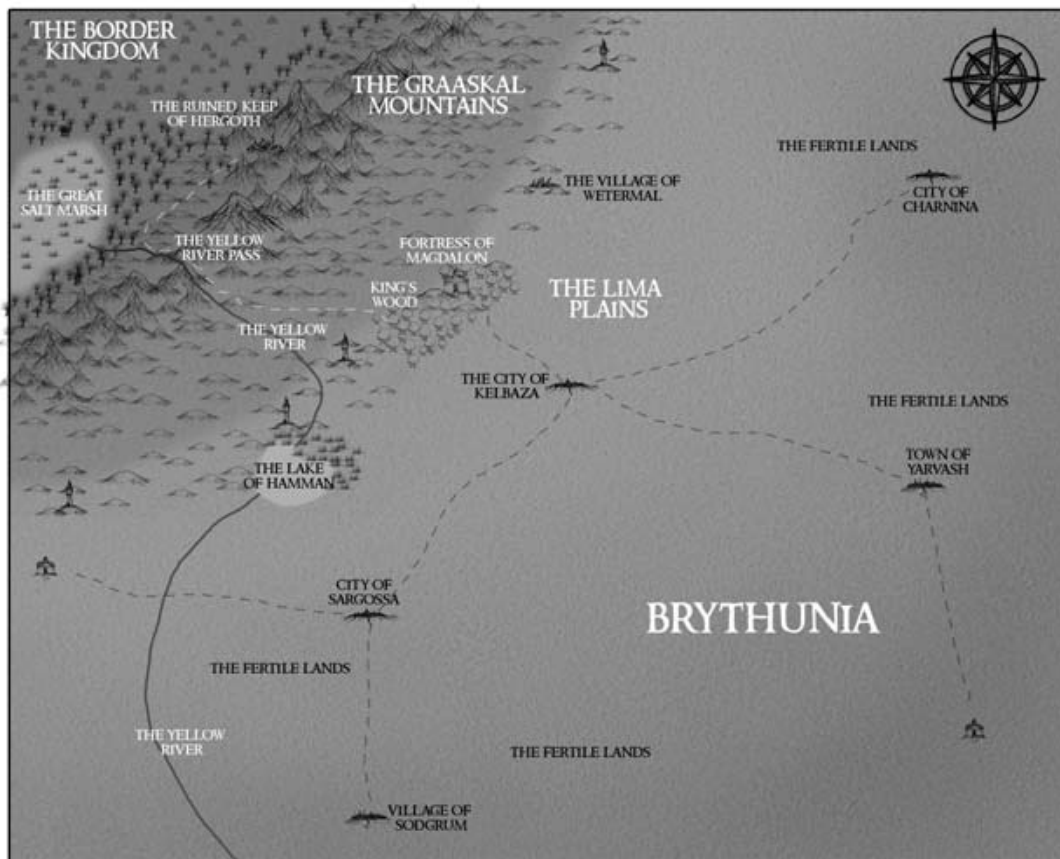 THE BORDER
KINGDOM
THE GRAASKAL
MOUNTAINS
THE RUINED KEEP
OF HERGOTH
THE FERTILE LANDS
THE VILLAGE OF
WETERMAL
CITY OF
CHARNINA
THE GREAT
SALT MARSH
THE YELLOW
RIVER PASS
FORTRESS OF
MAGDALON
KING'S
WOOD
THE LIMA
PLAINS
THE YELLOW
RIVER
THE CITY OF
KELBAZA
THE FERTILE LANDS
TOWN OF
YARVASH
THE LAKE
OF HAMMAN
CITY OF
SARGOSSA
BRYTHUNIA
THE FERTILE LANDS
THE YELLOW
RIVER
THE FERTILE LANDS
VILLAGE OF
SODGRUM